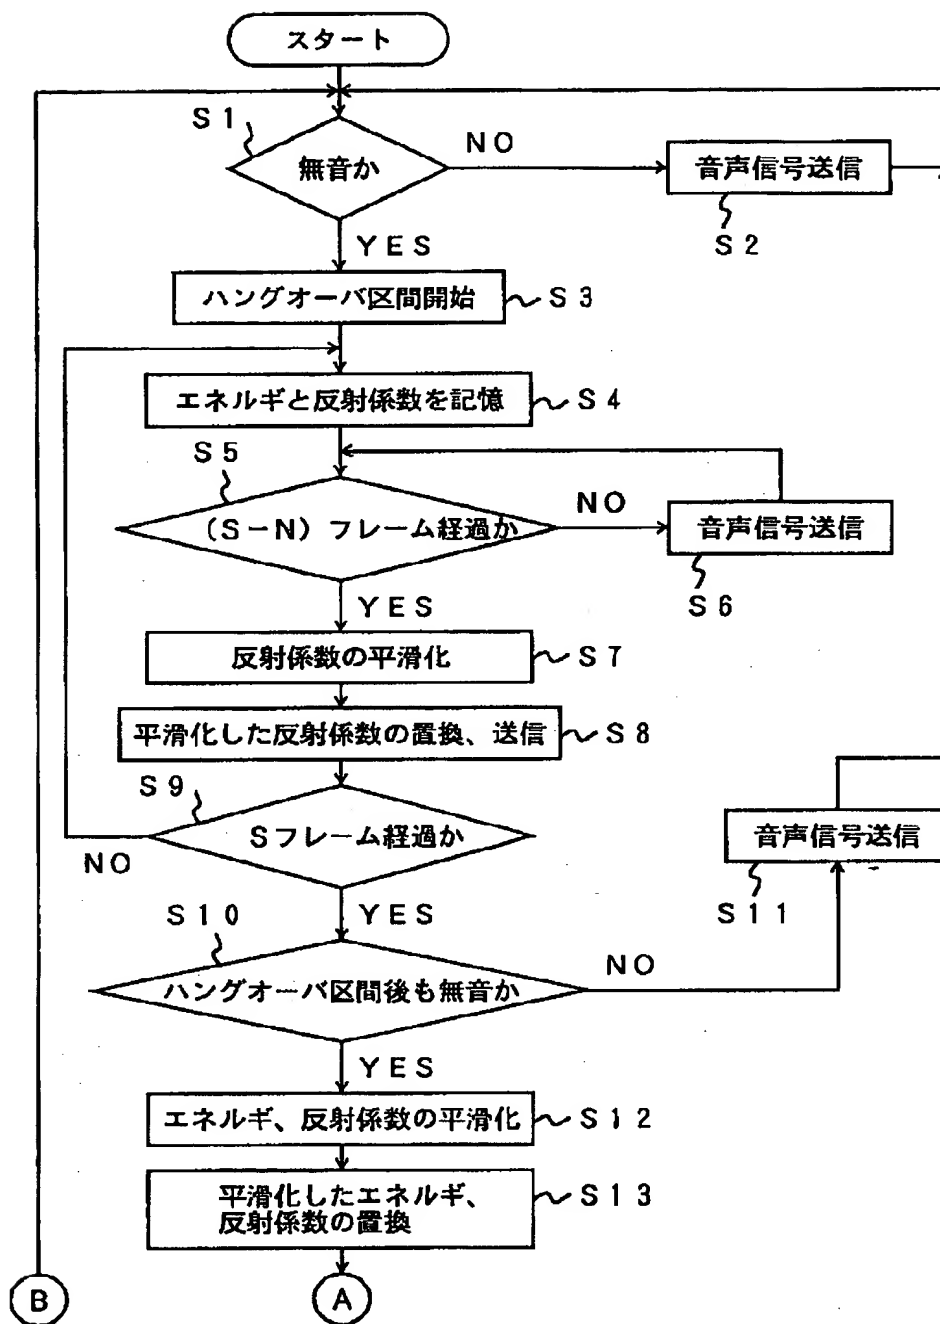 スタート
S1
無音か
NO
音声信号送信
S2
YES
ハングオーバ区間開始
S3
エネルギと反射係数を記憶
S4
S5
(S-N)フレーム経過か
NO
音声信号送信
S6
YES
反射係数の平滑化
S7
平滑化した反射係数の置換、送信
S8
S9
Sフレーム経過か
NO
音声信号送信
S11
YES
S10
ハングオーバ区間後も無音か
NO
YES
エネルギ、反射係数の平滑化
S12
平滑化したエネルギ、
反射係数の置換
S13
B
A